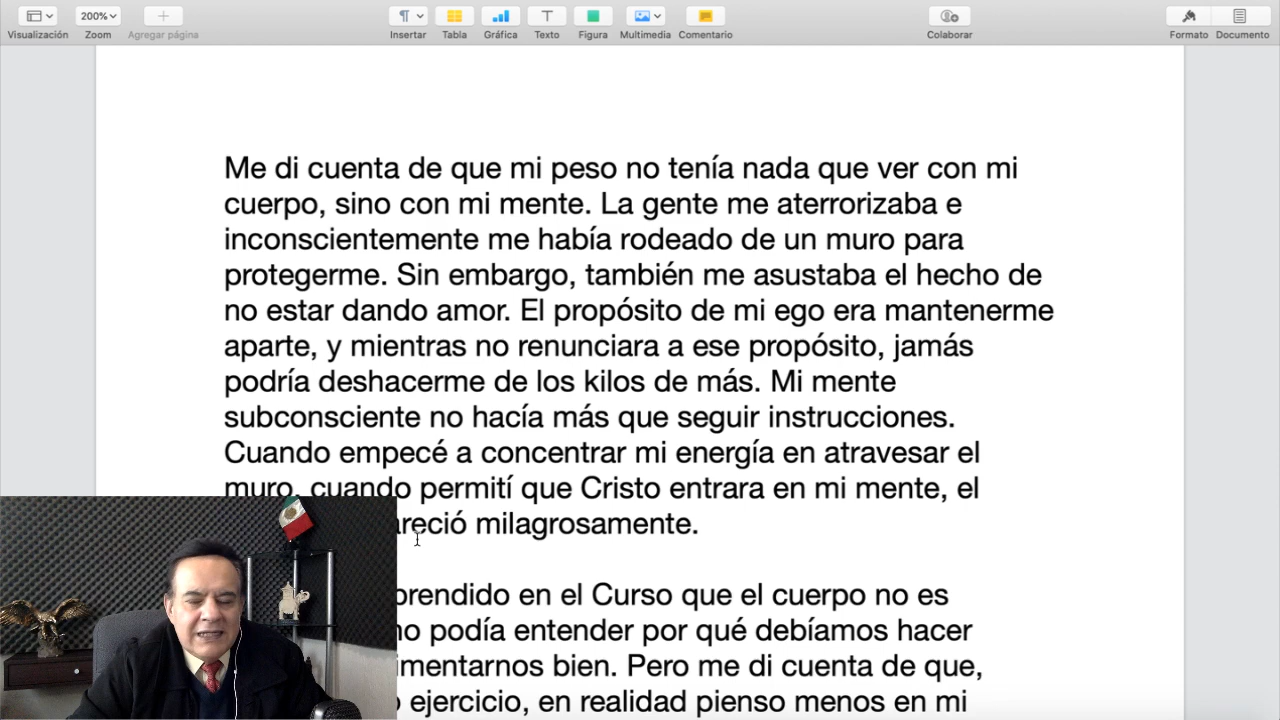 200%
Visualización
Zoom
Agregar página
Insertar
Tabla
Gráfica
Texto
Figura
Multimedia
Comentario
Colaborar
Formato
Documento
Me di cuenta de que mi peso no tenía nada que ver con mi
cuerpo, sino con mi mente. La gente me aterrorizaba e
inconscientemente me había rodeado de un muro para
protegerme. Sin embargo, también me asustaba el hecho de
no estar dando amor. El propósito de mi ego era mantenerme
aparte, y mientras no renunciara a ese propósito, jamás
podría deshacerme de los kilos de más. Mi mente
subconsciente no hacía más que seguir instrucciones.
Cuando empecé a concentrar mi energía en atravesar el
muro, cuando permití que Cristo entrara en mi mente, el
milagrosamente.
en el Curso que el cuerpo no es
no podía entender por qué debíamos hacer
bien. Pero me di cuenta de que,
ejercicio, en realidad pienso menos en mi